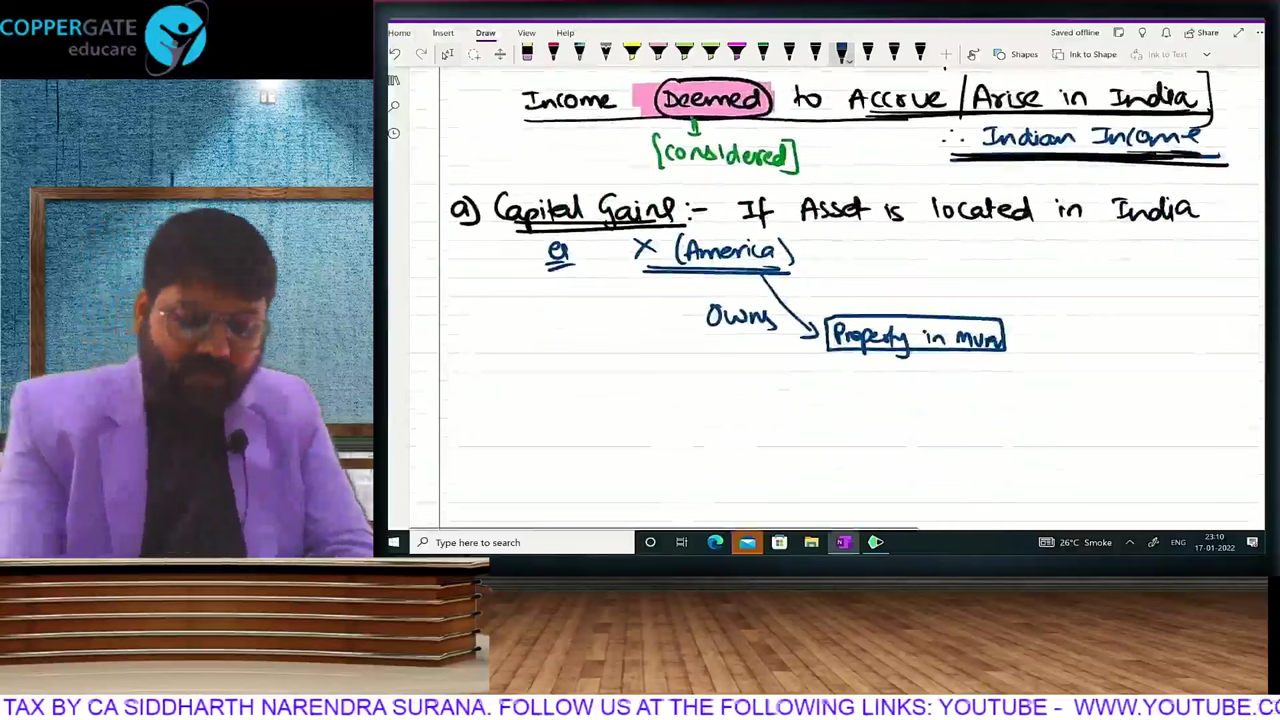 COPPERGATE
educare
Home Insert Draw View Help
Saved offline Share
Shapes Ink to Shape Ink to Text
Income Deemed to Accrue / Arise in India]
[considered]
∴ Indian Income
a) Capital Gains :- If Asset is located in India
eg X (America)
Owns
Property in Mum
Type here to search
26°C Smoke ENG 23:10
17-01-2022
TAX BY CA SIDDHARTH NARENDRA SURANA. FOLLOW US AT THE FOLLOWING LINKS: YOUTUBE - WWW.YOUTUBE.CO